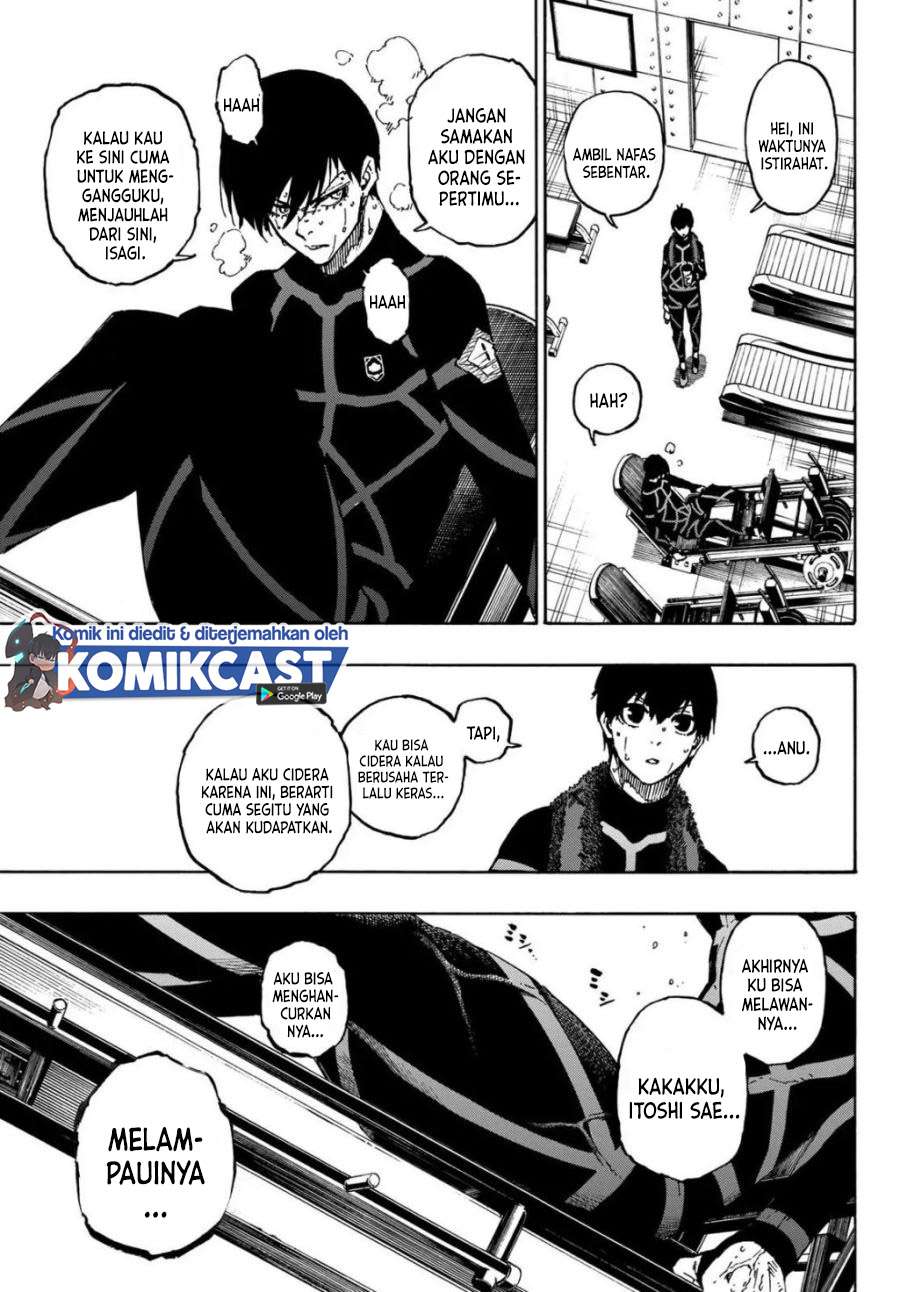 HEI, INI
WAKTUNYA
ISTIRAHAT.
AMBIL NAFAS
SEBENTAR.
HAH?
JANGAN
SAMAKAN
AKU DENGAN
ORANG SE-
PERTIMU...
HAAH
HAAH
KALAU KAU
KE SINI CUMA
UNTUK MENG-
GANGGUKU,
MENJAUHLAH
DARI SINI,
ISAGI.
Komik ini diedit & diterjemahkan oleh
KOMIKCAST
GET IT ON
Google Play
...ANU.
TAPI,
KAU BISA
CIDERA KALAU
BERUSAHA TER-
LALU KERAS...
KALAU AKU CIDERA
KARENA INI, BERARTI
CUMA SEGITU YANG
AKAN KUDAPATKAN.
AKHIRNYA
KU BISA
MELAWAN-
NYA...
KAKAKKU,
ITOSHI SAE...
AKU BISA
MENGHAN-
CURKAN
NYA...
MELAM-
PAUINYA
...